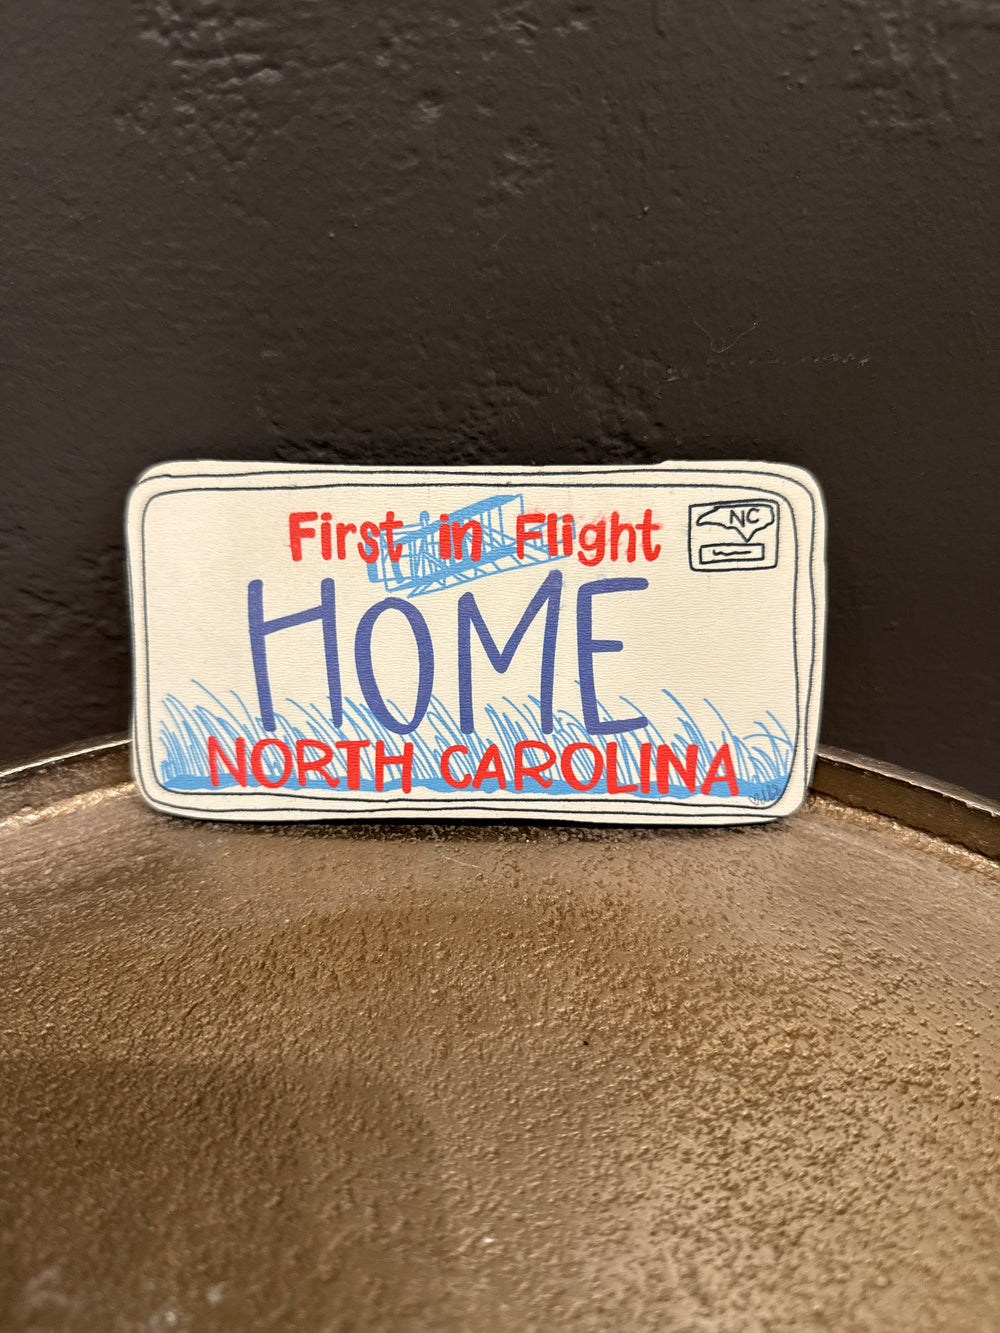 First in Flight
NC
HOME
NORTH CAROLINA